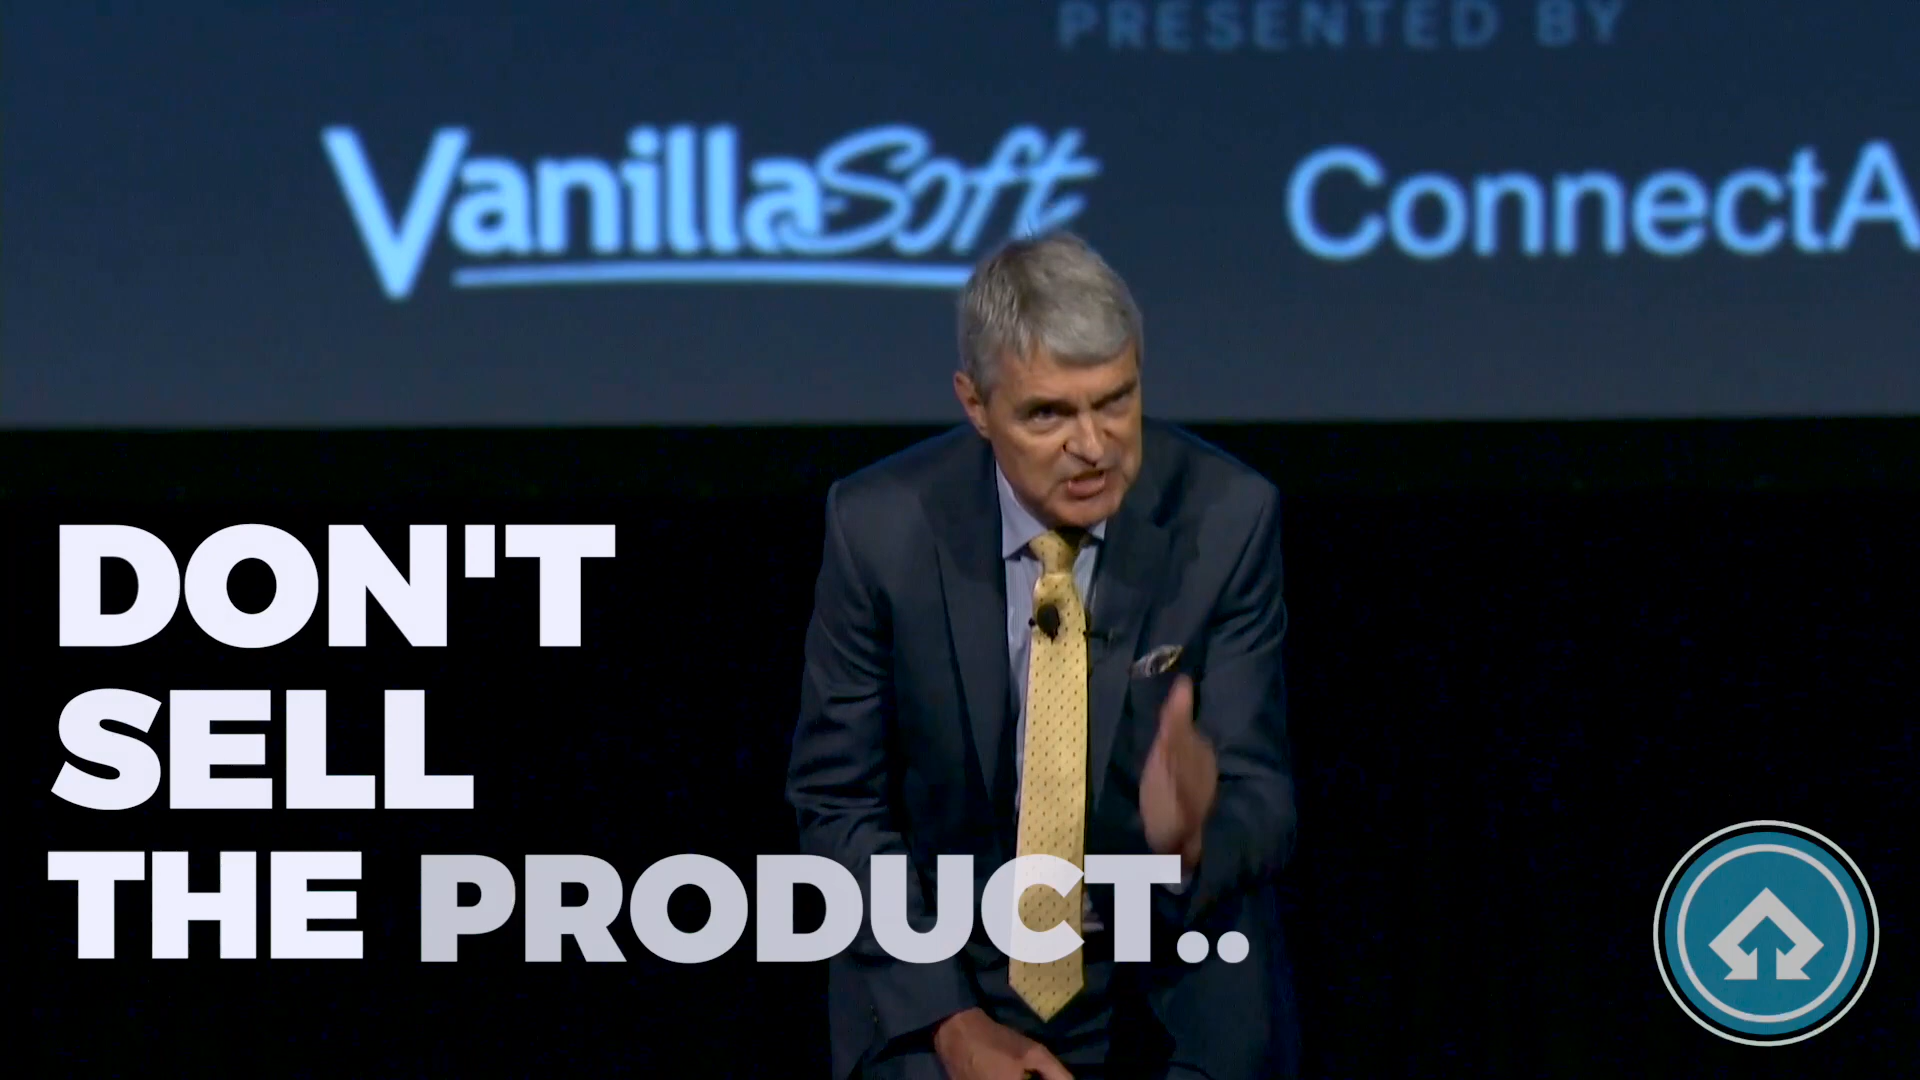 PRESENTED BY
VanillaSoft ConnectA
DON'T
SELL
THE PRODUCT..